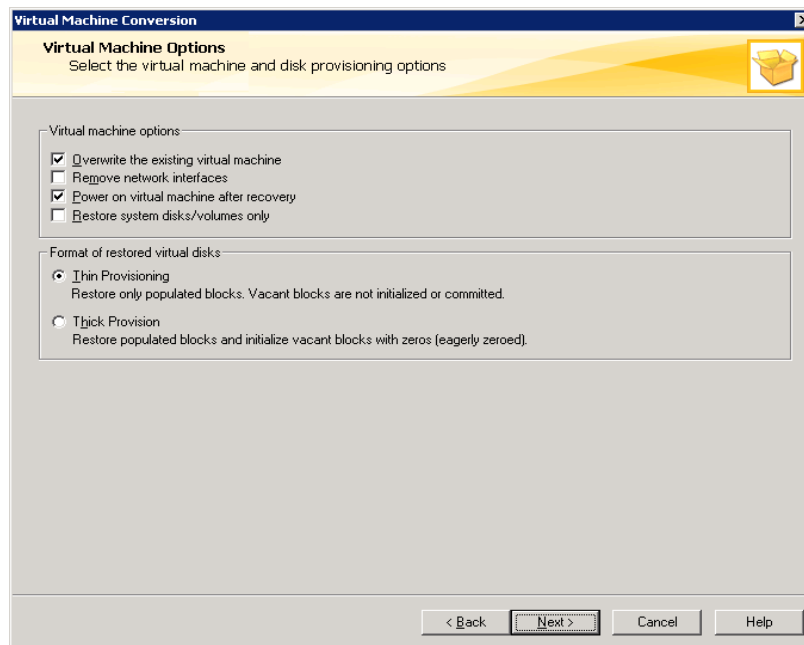 Virtual Machine Conversion
Virtual Machine Options
Select the virtual machine and disk provisioning options
Virtual machine options
Overwrite the existing virtual machine
Remove network interfaces
Power on virtual machine after recovery
Restore system disks/volumes only
Format of restored virtual disks
Thin Provisioning
Restore only populated blocks. Vacant blocks are not initialized or committed.
Thick Provision
Restore populated blocks and initialize vacant blocks with zeros (eagerly zeroed).
< Back Next > Cancel Help